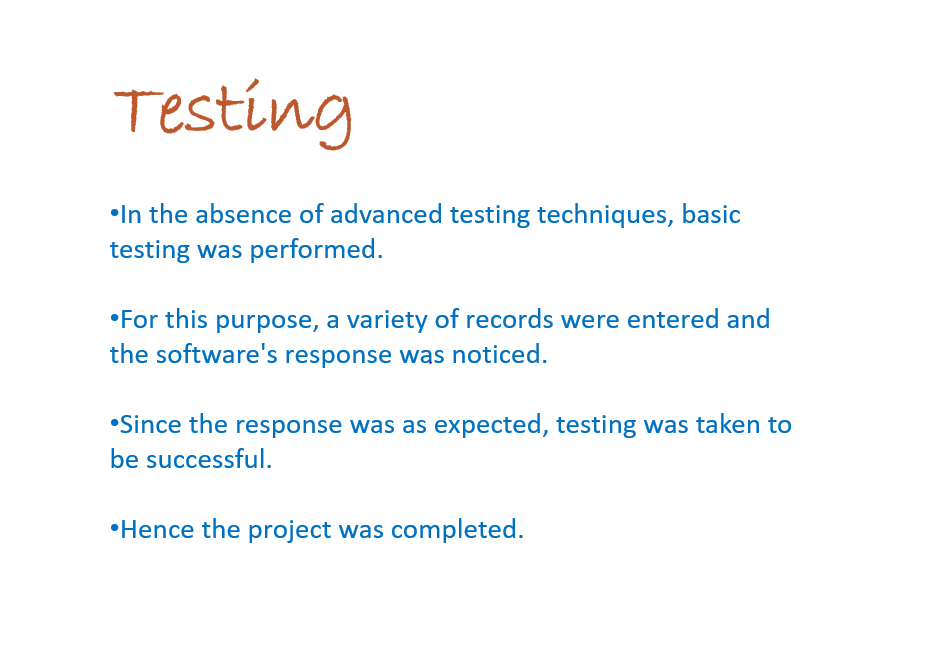 Testing
•In the absence of advanced testing techniques, basic
testing was performed.
•For this purpose, a variety of records were entered and
the software's response was noticed.
•Since the response was as expected, testing was taken to
be successful.
•Hence the project was completed.